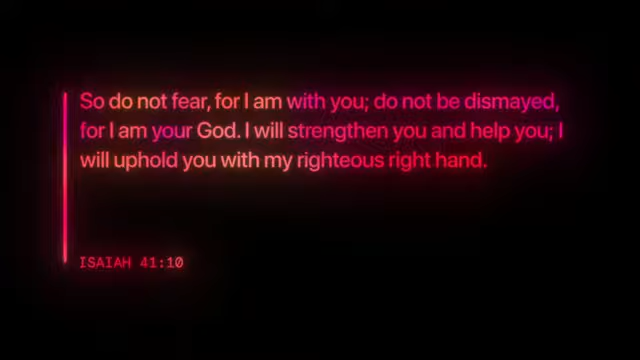 So do not fear, for I am with you; do not be dismayed,
for I am your God. I will strengthen you and help you; I
will uphold you with my righteous right hand.
ISAIAH 41:10